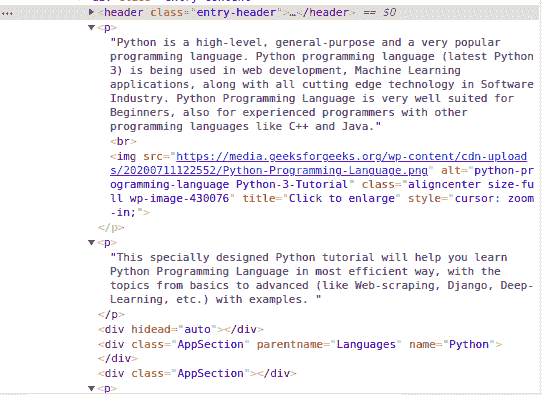 <header class="entry-header">…</header> == $0
<p>
"Python is a high-level, general-purpose and a very popular
programming language. Python programming language (latest Python
3) is being used in web development, Machine Learning
applications, along with all cutting edge technology in Software
Industry. Python Programming Language is very well suited for
Beginners, also for experienced programmers with other
programming languages like C++ and Java."
<br>
<img src="https://media.geeksforgeeks.org/wp-content/cdn-upload
s/20200711122552/Python-Programming-Language.png" alt="python-pr
ogramming-language Python-3-Tutorial" class="aligncenter size-fu
ll wp-image-430076" title="Click to enlarge" style="cursor: zoom
-in;">
</p>
<p>
"This specially designed Python tutorial will help you learn
Python Programming Language in most efficient way, with the
topics from basics to advanced (like Web-scraping, Django, Deep-
Learning, etc.) with examples. "
</p>
<div hidead="auto"></div>
<div class="AppSection" parentname="Languages" name="Python">
</div>
<div class="AppSection"></div>
<p>